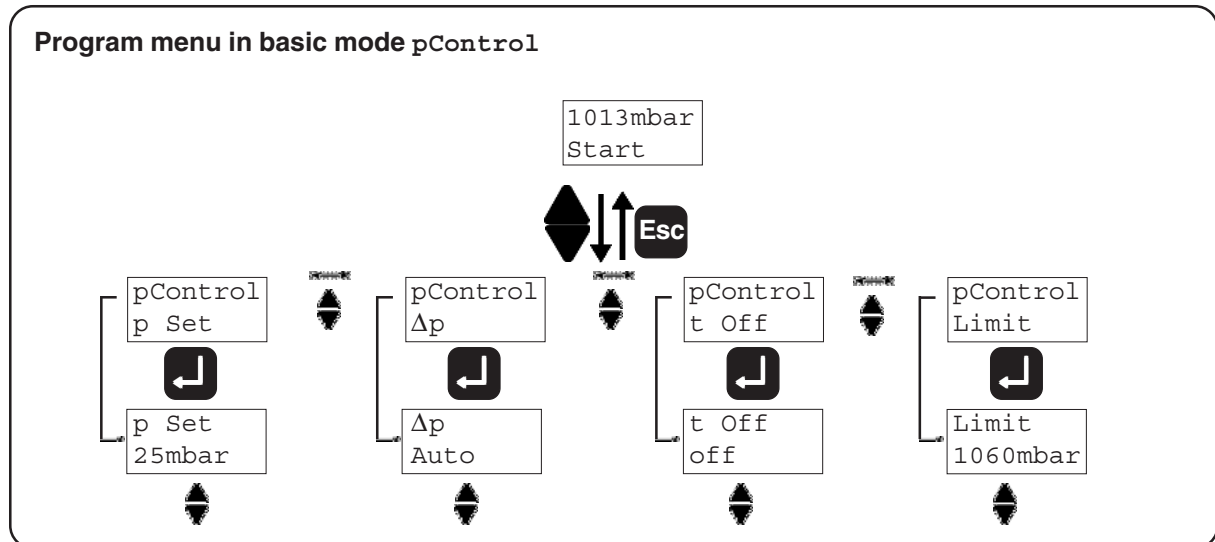 Program menu in basic mode pControl
1013mbar
Start
Esc
pControl
p Set
pControl
Δp
pControl
t Off
pControl
Limit
p Set
25mbar
Δp
Auto
t Off
off
Limit
1060mbar